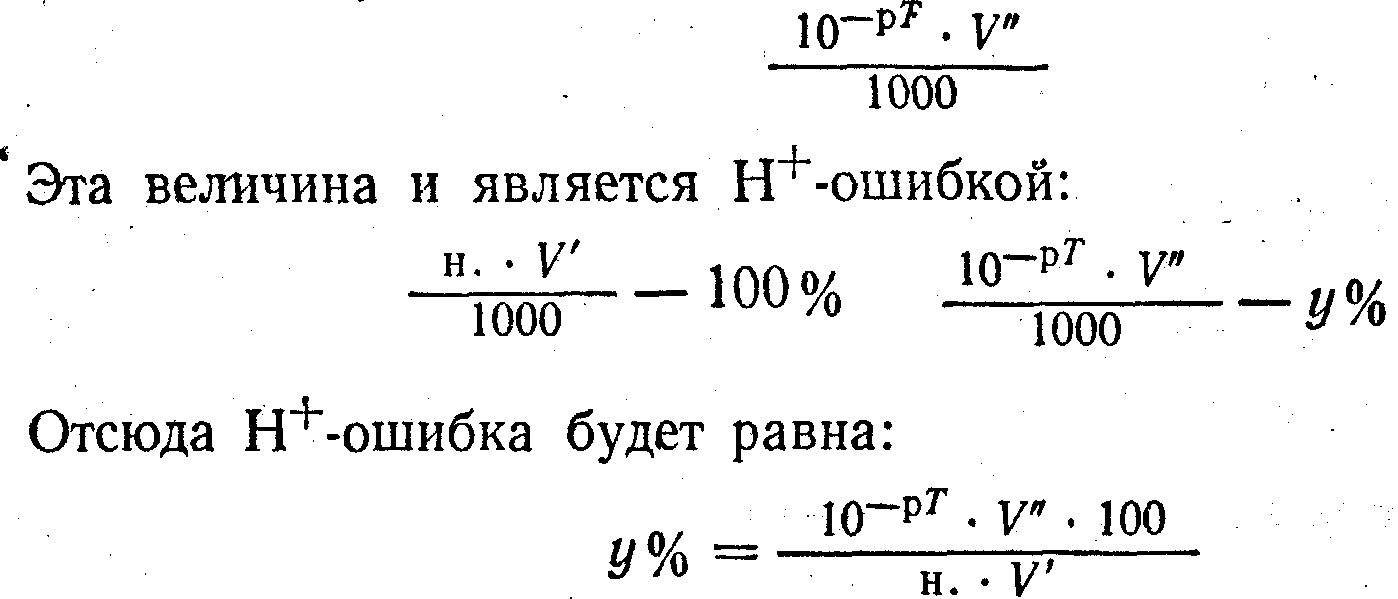 10^{−pT} · V″ / 1000
Эта величина и является H⁺-ошибкой:
н. · V′ / 1000 — 100% 10^{−pT} · V″ / 1000 — y%
Отсюда H⁺-ошибка будет равна:
y% = 10^{−pT} · V″ · 100 / н. · V′